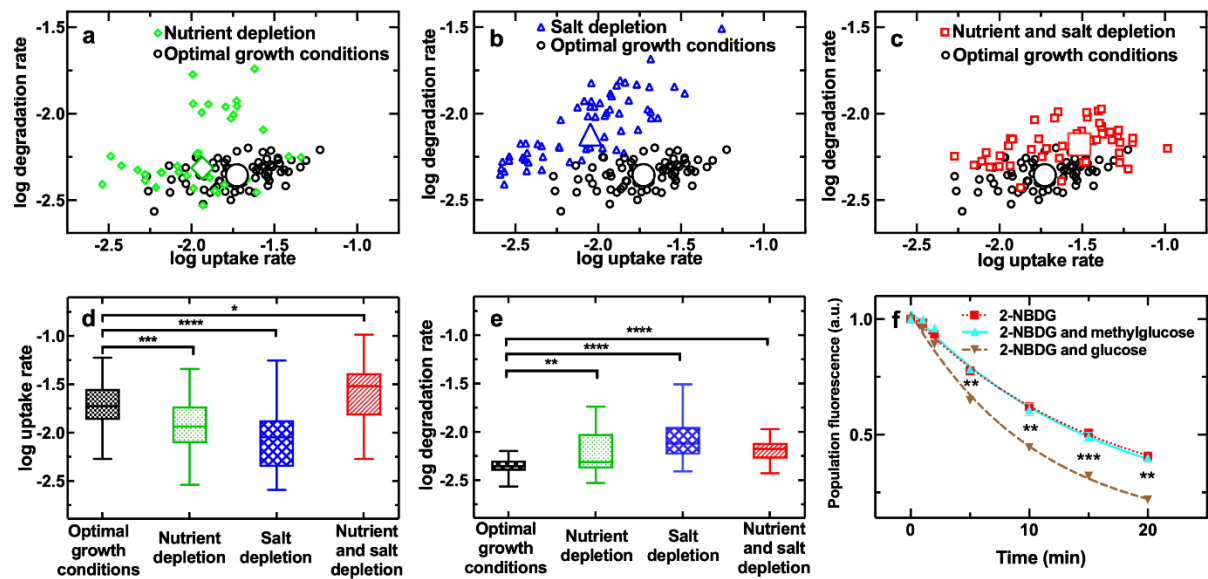 a
Nutrient depletion
Optimal growth conditions
log degradation rate
-1.5
-2.0
-2.5
-2.5
-2.0
-1.5
-1.0
log uptake rate
b
Salt depletion
Optimal growth conditions
log degradation rate
-1.5
-2.0
-2.5
-2.5
-2.0
-1.5
-1.0
log uptake rate
c
Nutrient and salt depletion
Optimal growth conditions
log degradation rate
-1.5
-2.0
-2.5
-2.5
-2.0
-1.5
-1.0
log uptake rate
d
*
****
***
log uptake rate
-1.0
-1.5
-2.0
-2.5
Optimal
growth
conditions
Nutrient
depletion
Salt
depletion
Nutrient
and salt
depletion
e
****
****
**
log degradation rate
-1.0
-1.5
-2.0
-2.5
Optimal
growth
conditions
Nutrient
depletion
Salt
depletion
Nutrient
and salt
depletion
f
2-NBDG
2-NBDG and methylglucose
2-NBDG and glucose
Population fluorescence (a.u.)
1.0
0.5
**
**
***
**
0
10
20
Time (min)